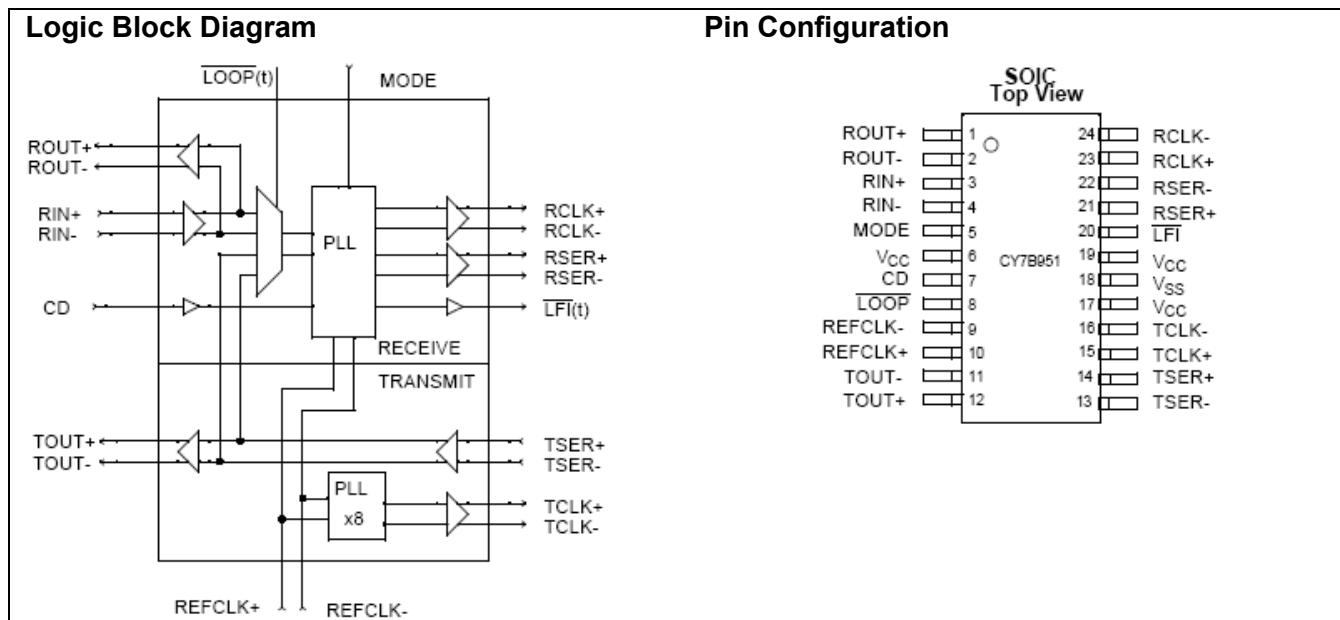 Logic Block Diagram
LOOP(t)
MODE
ROUT+
ROUT-
RIN+
RIN-
CD
PLL
RCLK+
RCLK-
RSER+
RSER-
LFI(t)
RECEIVE
TRANSMIT
TOUT+
TOUT-
TSER+
TSER-
PLL
x8
TCLK+
TCLK-
REFCLK+
REFCLK-
Pin Configuration
SOIC
Top View
ROUT+ 1
ROUT- 2
RIN+ 3
RIN- 4
MODE 5
VCC 6
CD 7
LOOP 8
REFCLK- 9
REFCLK+ 10
TOUT- 11
TOUT+ 12
CY7B951
24 RCLK-
23 RCLK+
22 RSER-
21 RSER+
20 LFI
19 VCC
18 VSS
17 VCC
16 TCLK-
15 TCLK+
14 TSER+
13 TSER-